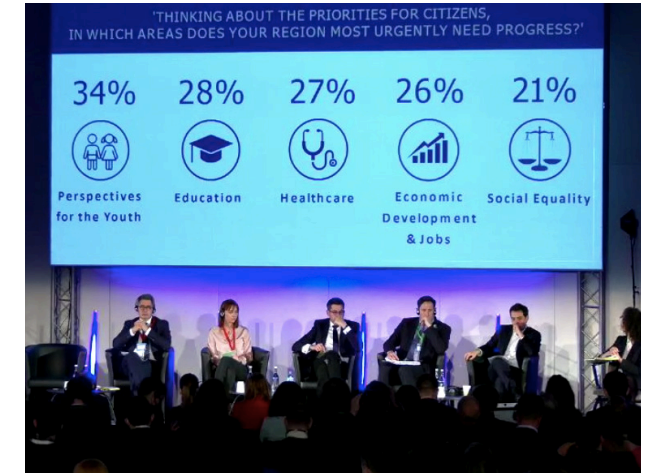 'THINKING ABOUT THE PRIORITIES FOR CITIZENS,
IN WHICH AREAS DOES YOUR REGION MOST URGENTLY NEED PROGRESS?'
34% 28% 27% 26% 21%
Perspectives for the Youth
Education
Healthcare
Economic
Development
& Jobs
Social Equality